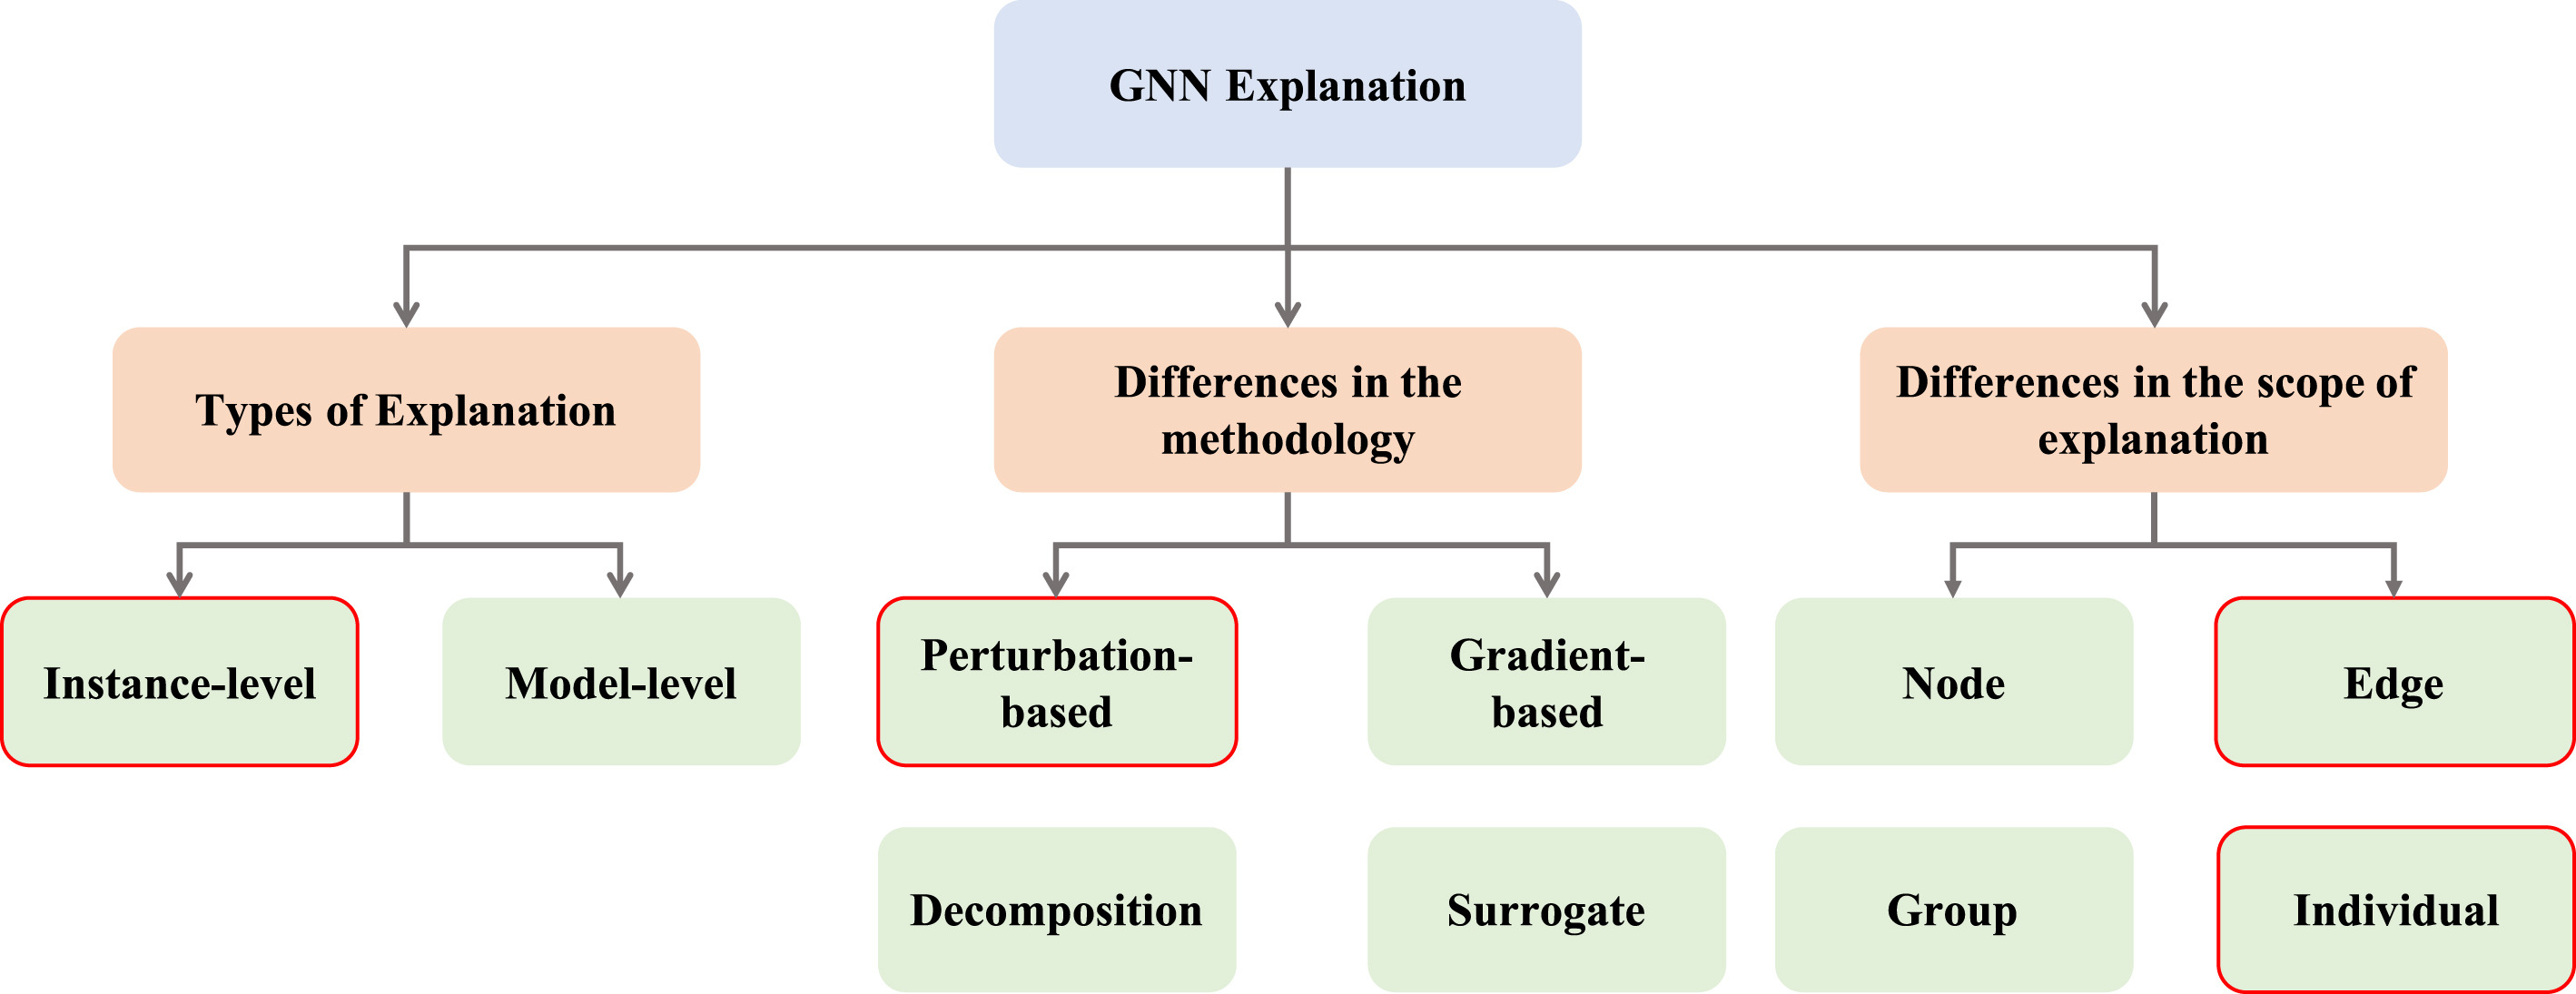 GNN Explanation
Types of Explanation
Differences in the
methodology
Differences in the scope of
explanation
Instance-level
Model-level
Perturbation-
based
Gradient-
based
Node
Edge
Decomposition
Surrogate
Group
Individual